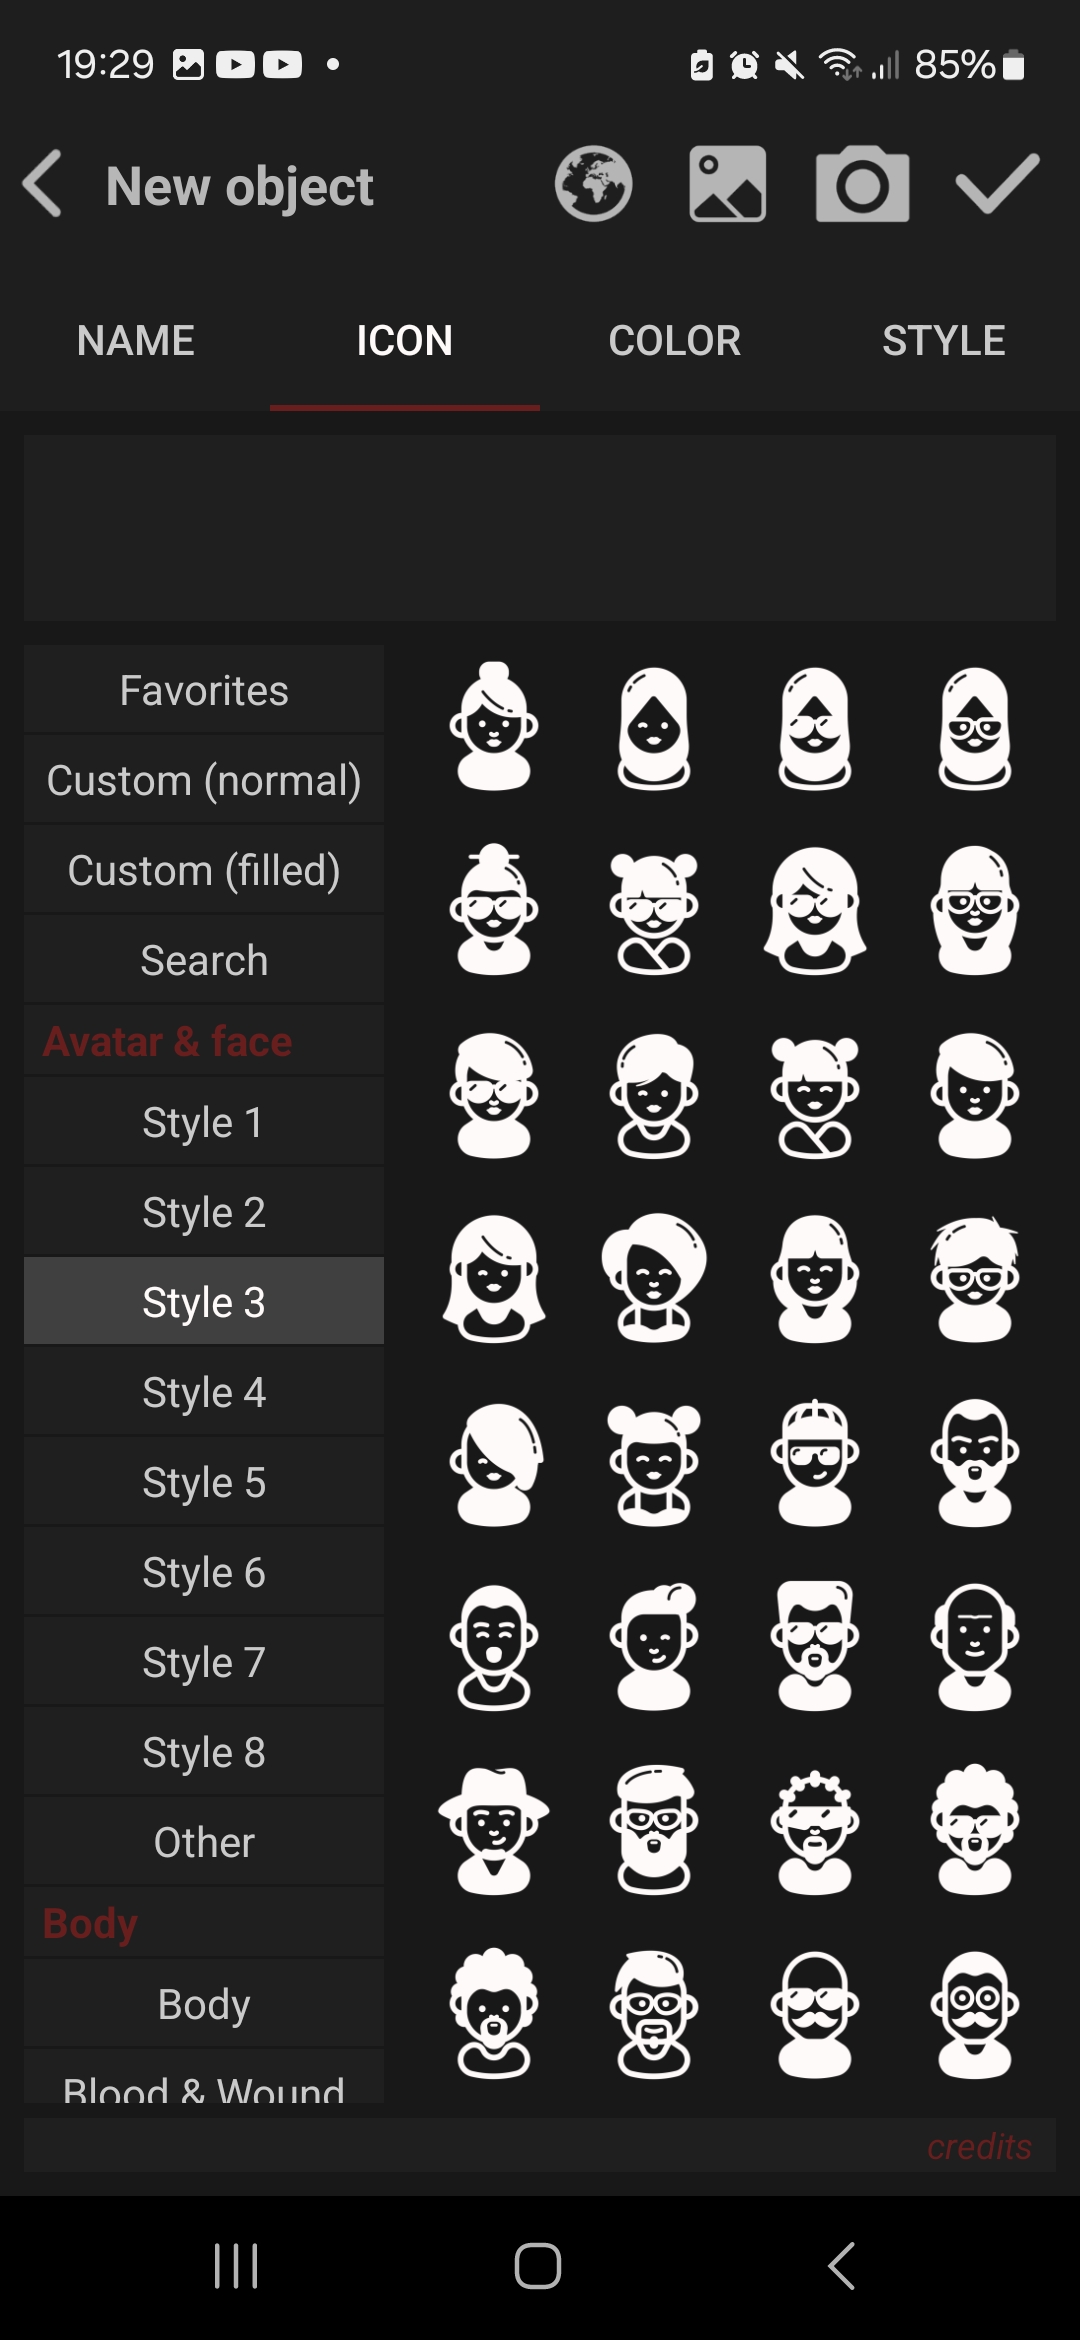 19:29
85%
New object
NAME
ICON
COLOR
STYLE
Favorites
Custom (normal)
Custom (filled)
Search
Avatar & face
Style 1
Style 2
Style 3
Style 4
Style 5
Style 6
Style 7
Style 8
Other
Body
Body
Blood & Wound
credits